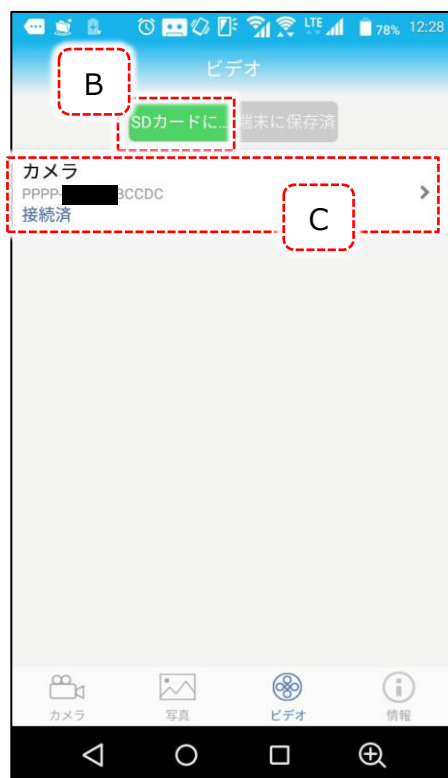 LTE 78% 12:28
ビデオ
B
SDカードに… 端末に保存済
カメラ
PPPP- BCCDC
接続済
C
カメラ 写真 ビデオ 情報